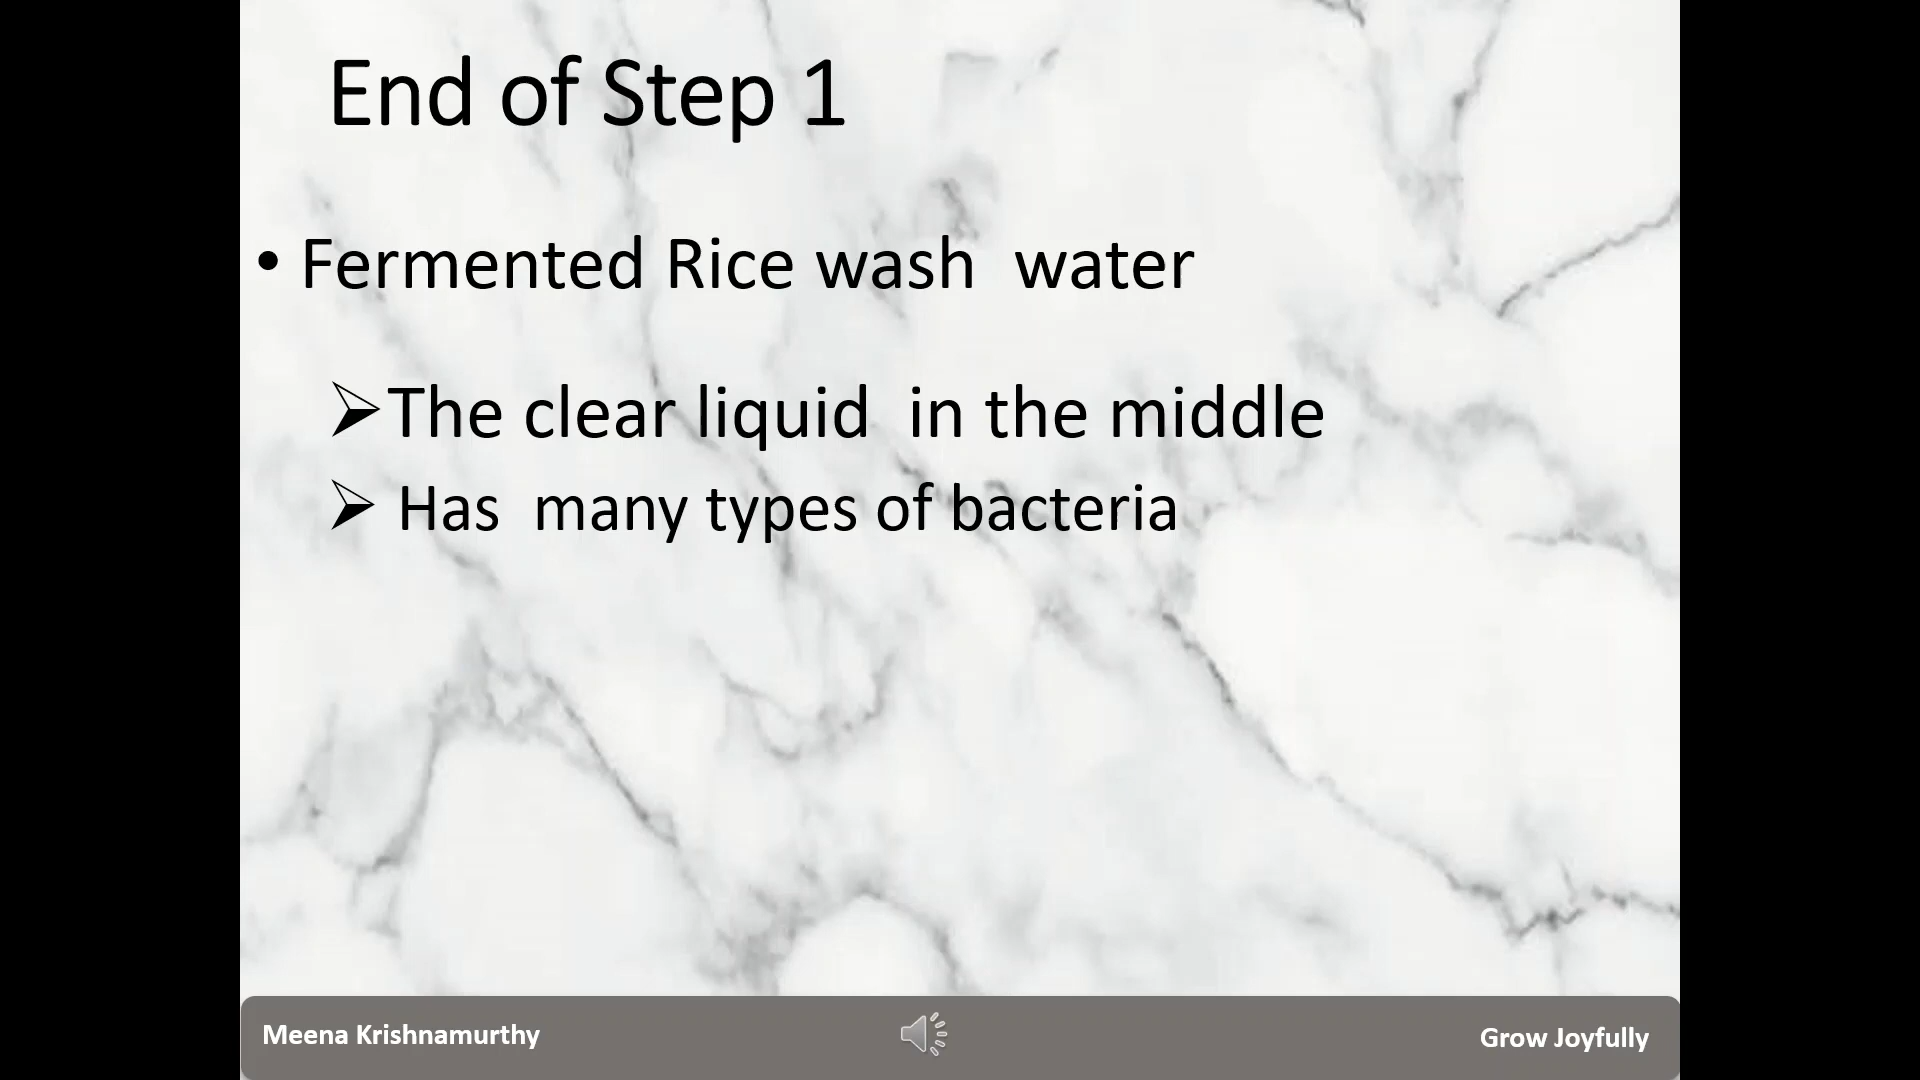 End of Step 1
• Fermented Rice wash  water
➢The clear liquid  in the middle
➢ Has  many types of bacteria
Meena Krishnamurthy
Grow Joyfully